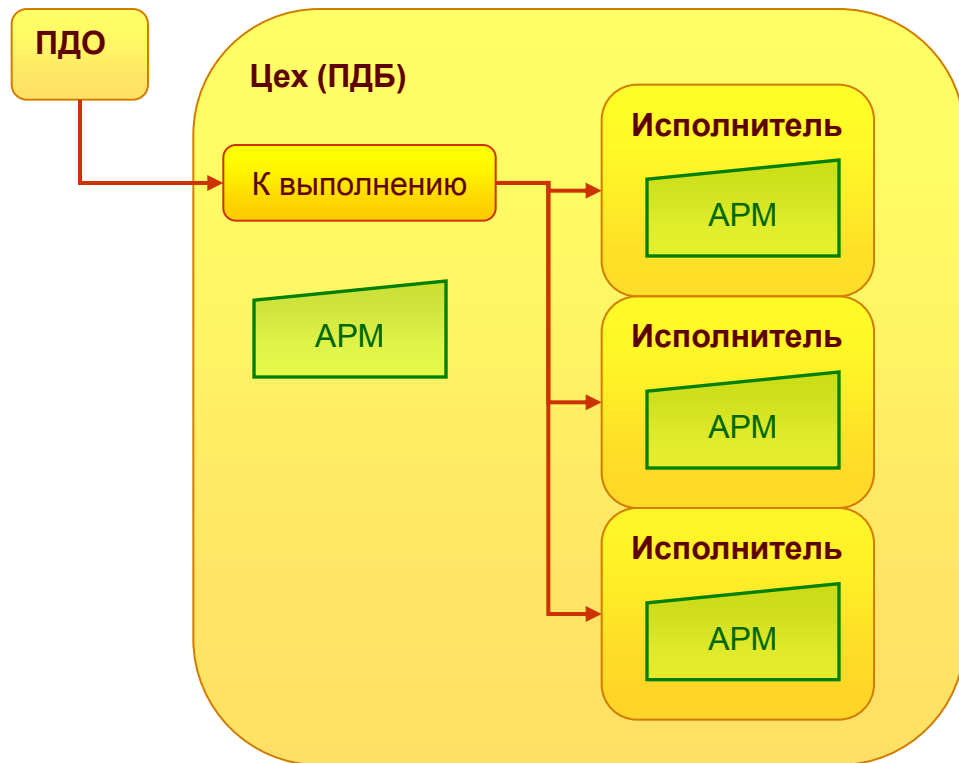 ПДО
Цех (ПДБ)
К выполнению
АРМ
Исполнитель
АРМ
Исполнитель
АРМ
Исполнитель
АРМ